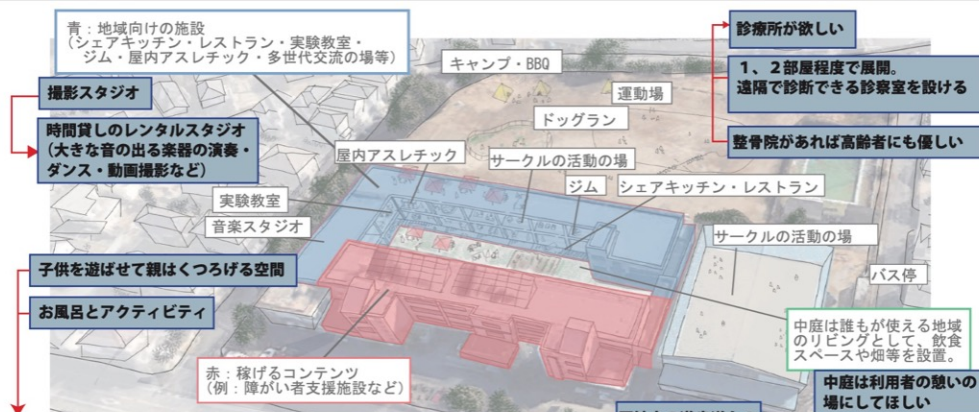 青：地域向けの施設
（シェアキッチン・レストラン・実験教室・
ジム・屋内アスレチック・多世代交流の場等）
撮影スタジオ
時間貸しのレンタルスタジオ
（大きな音の出る楽器の演奏・
ダンス・動画撮影など）
キャンプ・BBQ
運動場
ドッグラン
診療所が欲しい
１、２部屋程度で展開。
遠隔で診断できる診察室を設ける
整骨院があれば高齢者にも優しい
屋内アスレチック
サークルの活動の場
ジム
シェアキッチン・レストラン
実験教室
音楽スタジオ
サークルの活動の場
バス停
子供を遊ばせて親はくつろげる空間
お風呂とアクティビティ
中庭は誰もが使える地域
のリビングとして、飲食
スペースや畑等を設置。
赤：稼げるコンテンツ
（例：障がい者支援施設など）
中庭は利用者の憩いの
場にしてほしい